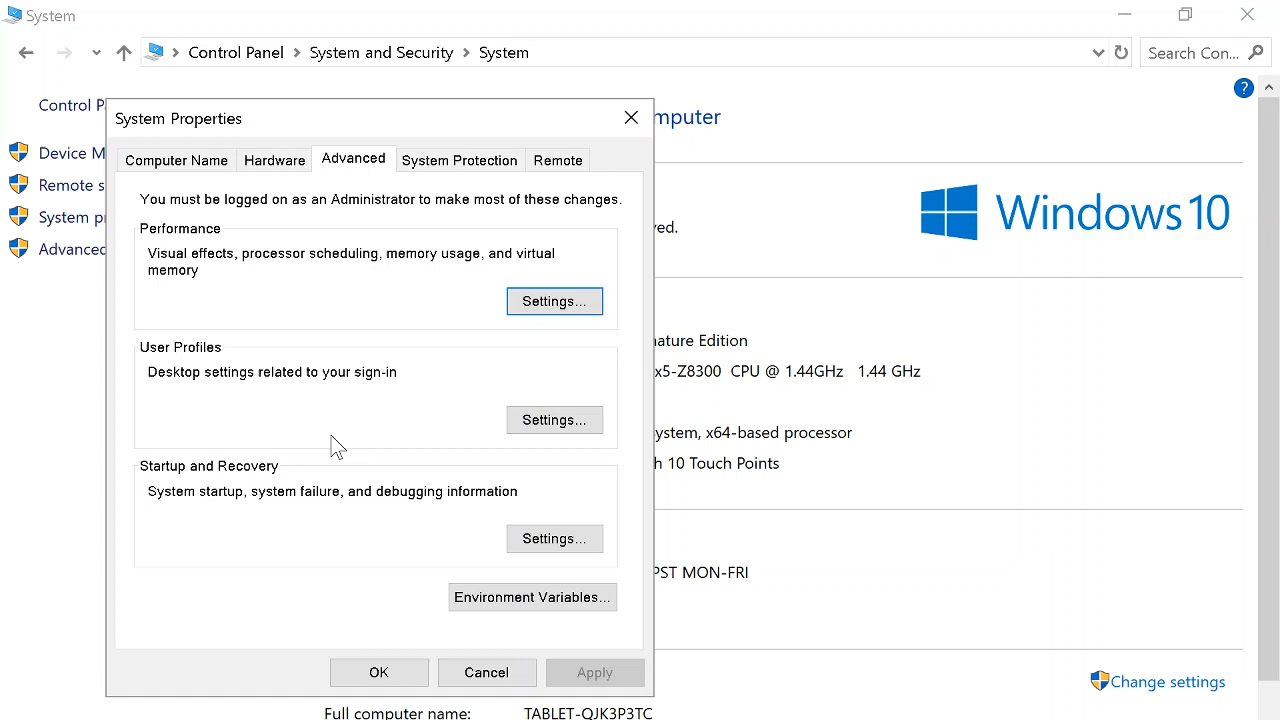 System
Control Panel > System and Security > System
Search Con...
Control P
System Properties
mputer
Device M
Computer Name
Hardware
Advanced
System Protection
Remote
Remote s
You must be logged on as an Administrator to make most of these changes.
System pr
Windows 10
Performance
ved.
Advanced
Visual effects, processor scheduling, memory usage, and virtual
memory
Settings...
User Profiles
ature Edition
Desktop settings related to your sign-in
x5-Z8300 CPU @ 1.44GHz 1.44 GHz
Settings...
ystem, x64-based processor
Startup and Recovery
h 10 Touch Points
System startup, system failure, and debugging information
Settings...
PST MON-FRI
Environment Variables...
OK
Cancel
Apply
Change settings
Full computer name:
TABLET-QJK3P3TC